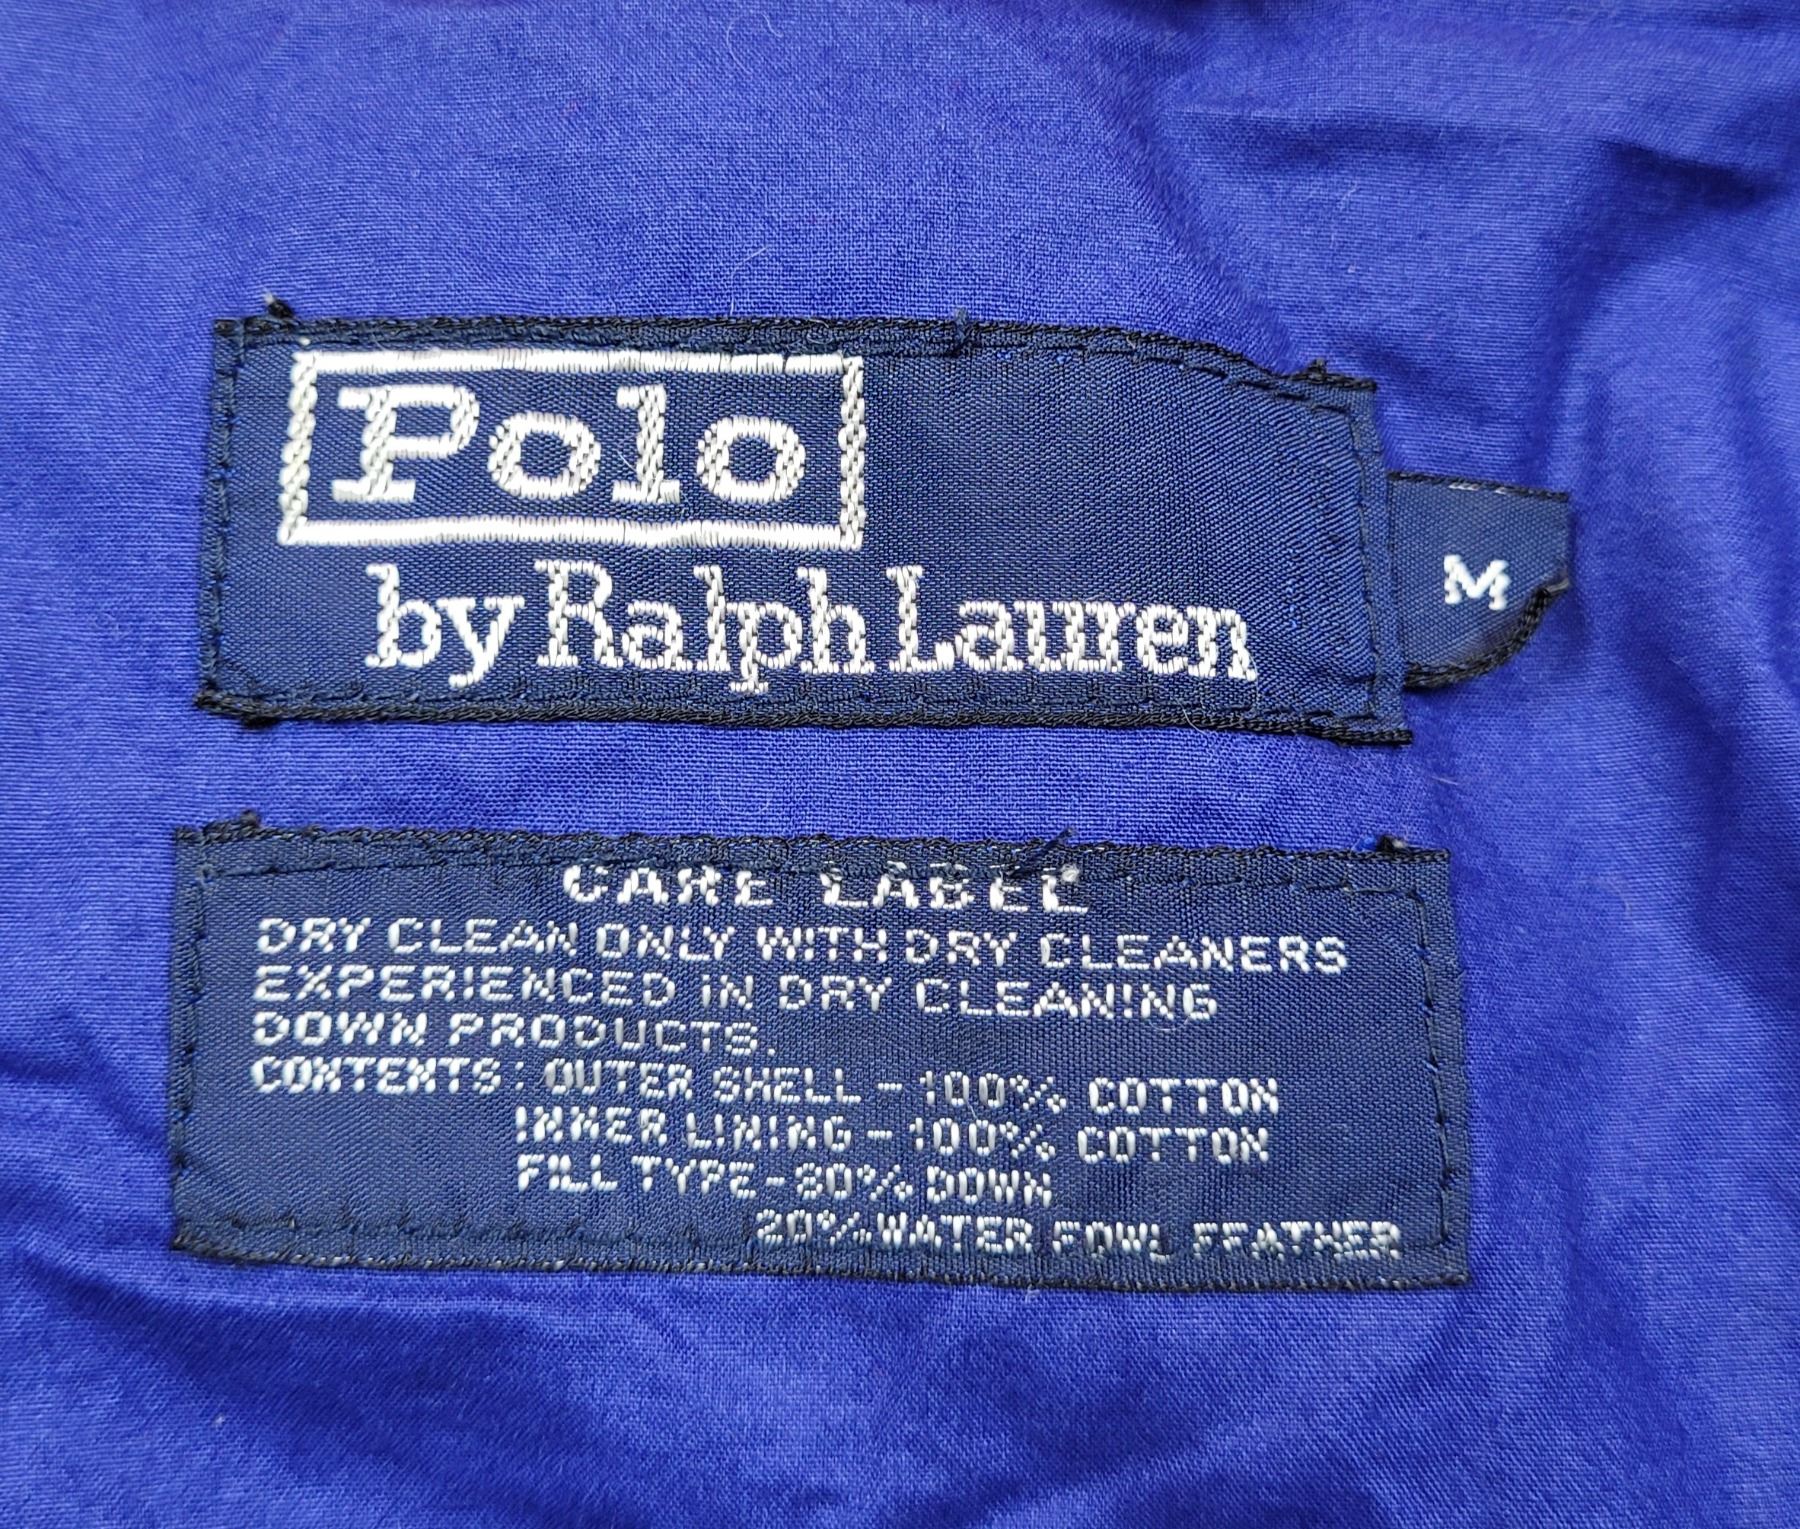 Polo
by Ralph Lauren
M
CARE LABEL
DRY CLEAN ONLY WITH DRY CLEANERS
EXPERIENCED IN DRY CLEANING
DOWN PRODUCTS.
CONTENTS: OUTER SHELL - 100% COTTON
INNER LINING - 100% COTTON
FILL TYPE - 80% DOWN
20% WATER FOWL FEATHER